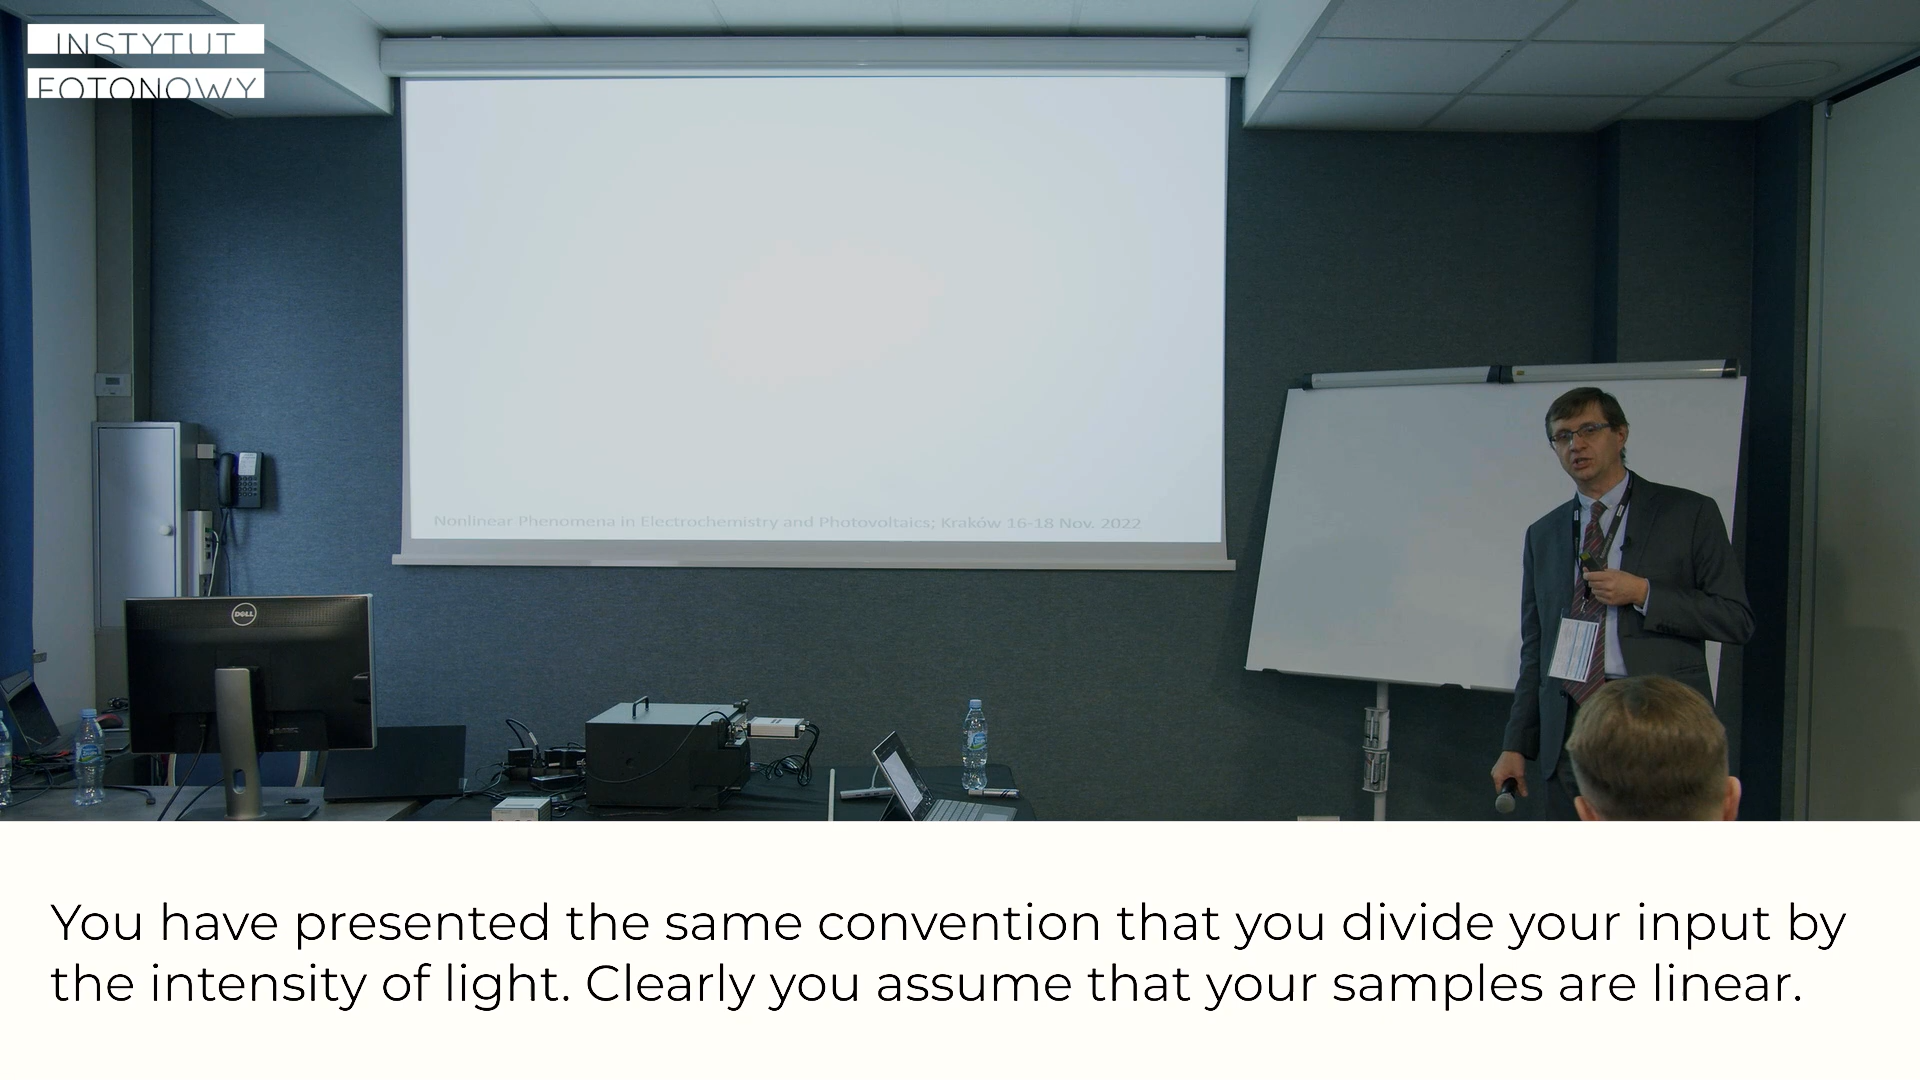 INSTYTUT
FOTONOWY
Nonlinear Phenomena in Electrochemistry and Photovoltaics; Kraków 16-18 Nov. 2022
DELL
You have presented the same convention that you divide your input by
the intensity of light. Clearly you assume that your samples are linear.